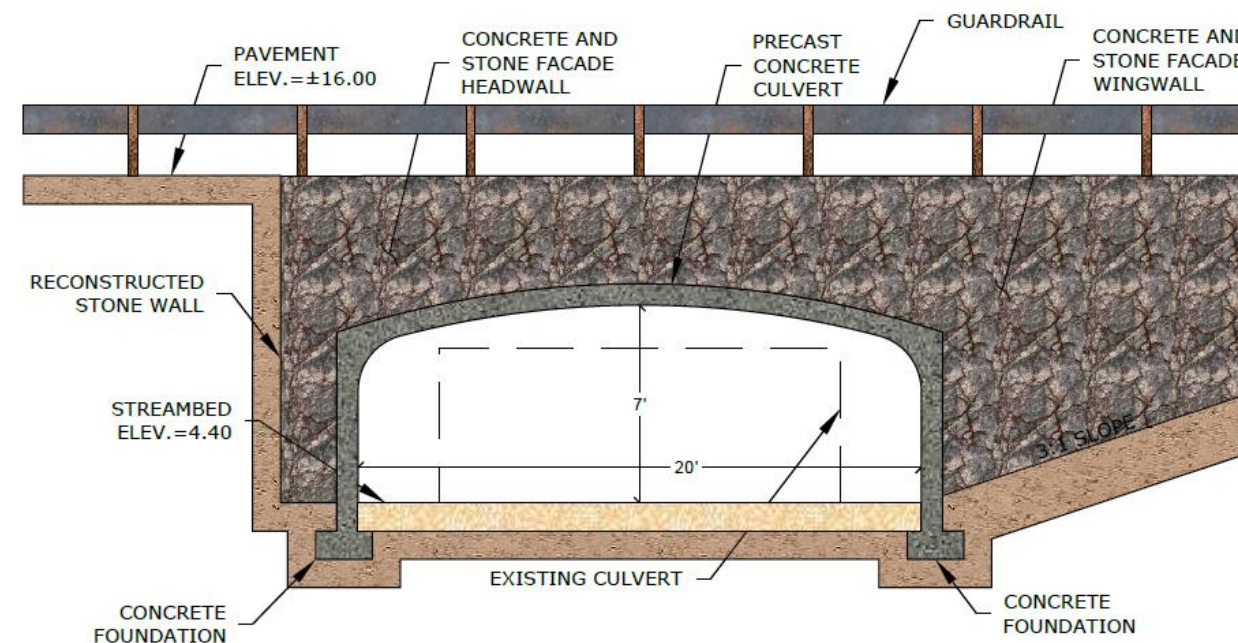 GUARDRAIL
PAVEMENT
ELEV.=±16.00
CONCRETE AND
STONE FACADE
HEADWALL
PRECAST
CONCRETE
CULVERT
CONCRETE AND
STONE FACADE
WINGWALL
RECONSTRUCTED
STONE WALL
STREAMBED
ELEV.=4.40
7'
20'
3:1 SLOPE
EXISTING CULVERT
CONCRETE
FOUNDATION
CONCRETE
FOUNDATION